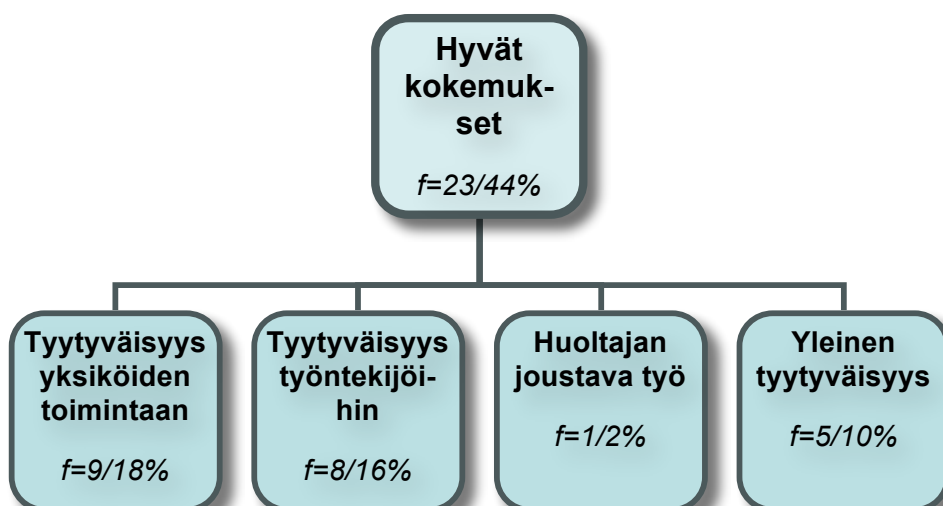 Hyvät
kokemuk-
set
f=23/44%
Tyytyväisyys
yksiköiden
toimintaan
f=9/18%
Tyytyväisyys
työntekijöi-
hin
f=8/16%
Huoltajan
joustava työ
f=1/2%
Yleinen
tyytyväisyys
f=5/10%